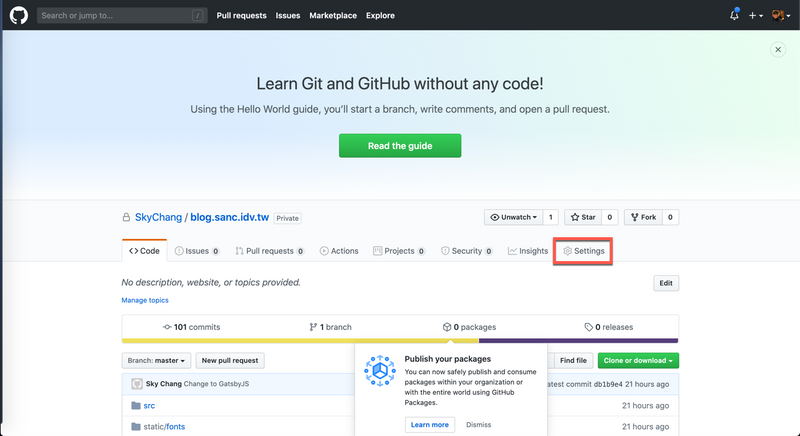 Search or jump to... / Pull requests Issues Marketplace Explore
Learn Git and GitHub without any code!
Using the Hello World guide, you'll start a branch, write comments, and open a pull request.
Read the guide
SkyChang / blog.sanc.idv.tw Private Unwatch 1 Star 0 Fork 0
Code Issues 0 Pull requests 0 Actions Projects 0 Security 0 Insights Settings
No description, website, or topics provided. Edit
Manage topics
101 commits 1 branch 0 packages 0 releases
Branch: master New pull request Find file Clone or download
Publish your packages
You can now safely publish and consume
packages within your organization or
with the entire world using GitHub
Packages.
Learn more Dismiss
Sky Chang Change to GatsbyJS atest commit db1b9e4 21 hours ago
src 21 hours ago
static/fonts 21 hours ago